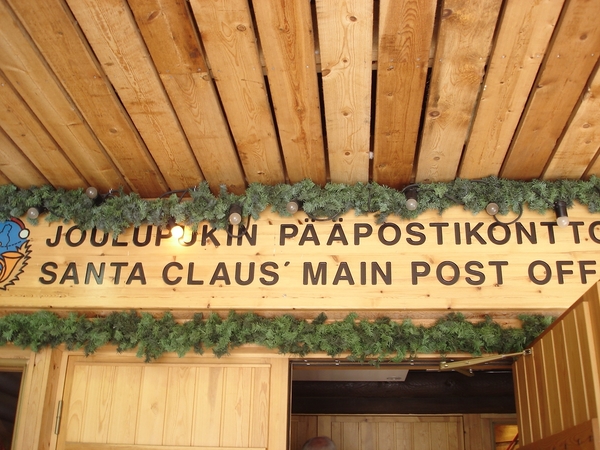 JOULUPUKIN PÄÄPOSTIKONTTO
SANTA CLAUS´ MAIN POST OFF